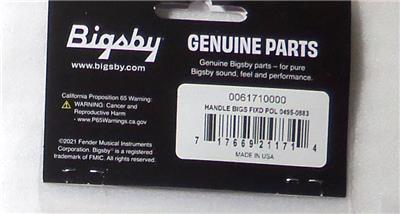 Bigsby®
www.bigsby.com
GENUINE PARTS
Genuine Bigsby parts – for pure
Bigsby sound, feel and performance.
California Proposition 65 Warning:
WARNING: Cancer and
Reproductive Harm
- www.P65Warnings.ca.gov
©2021 Fender Musical Instruments
Corporation. Bigsby® is a registered
trademark of FMIC. All rights reserved.
0061710000
HANDLE BIGS FIXD POL 0495-0883
7 17669 21171 4
MADE IN USA